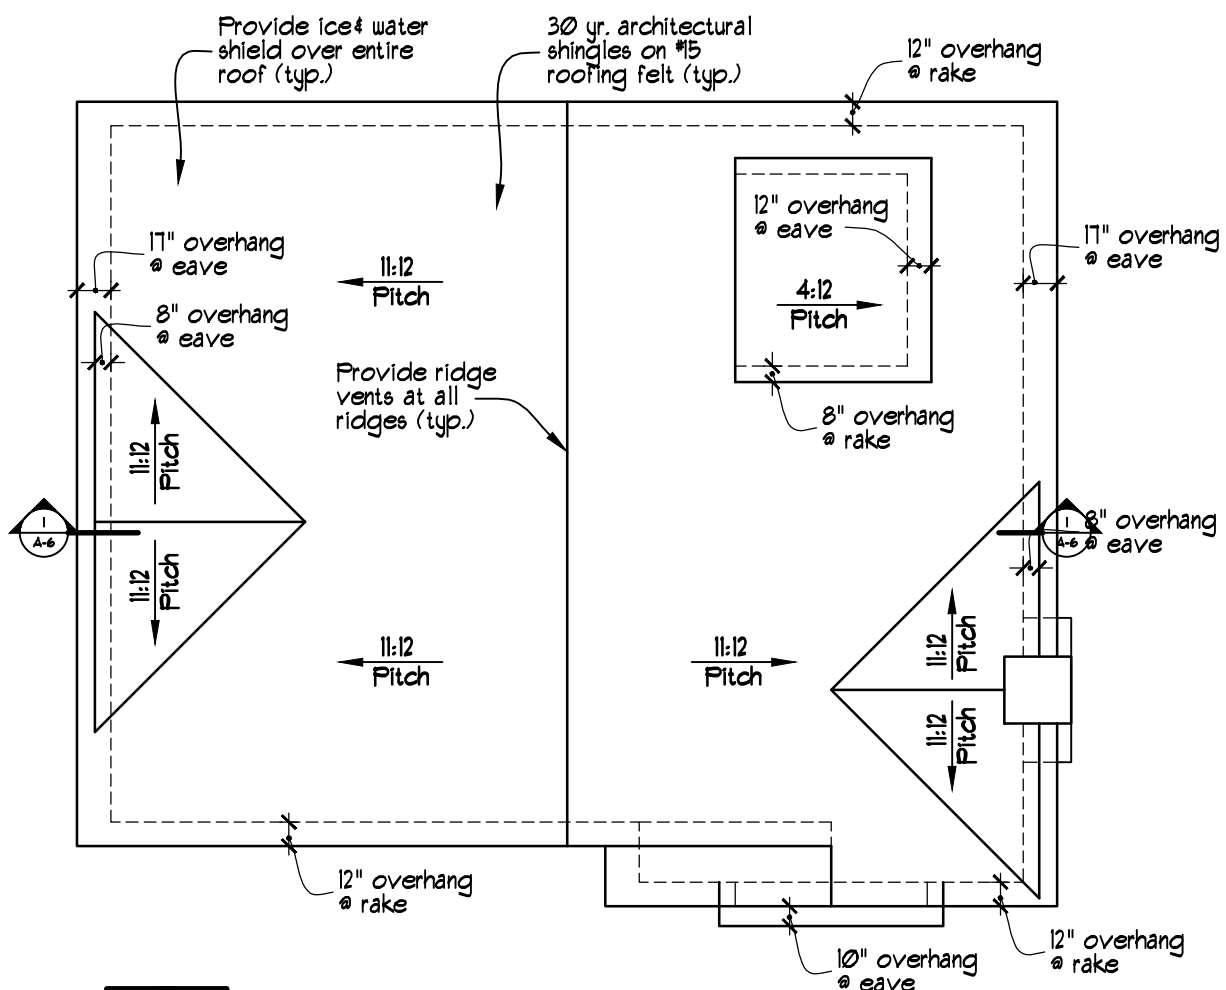 Provide ice & water
shield over entire
roof (typ.)
30 yr. architectural
shingles on #15
roofing felt (typ.)
12" overhang
@ rake
12" overhang
@ eave
17" overhang
@ eave
17" overhang
@ eave
11:12
Pitch
4:12
Pitch
8" overhang
@ eave
Provide ridge
vents at all
ridges (typ.)
8" overhang
@ rake
11:12
Pitch
1
A-6
1
A-6
8" overhang
@ eave
11:12
Pitch
11:12
Pitch
11:12
Pitch
11:12
Pitch
11:12
Pitch
12" overhang
@ rake
12" overhang
@ rake
10" overhang
@ eave